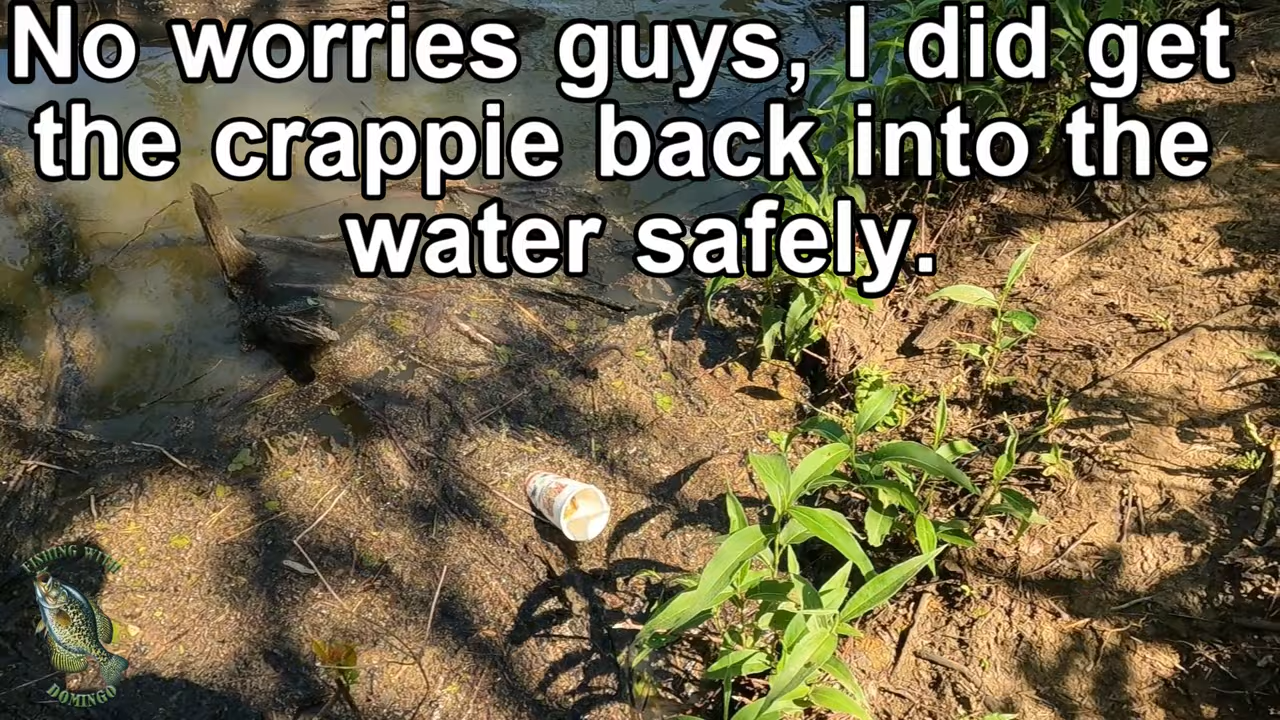 No worries guys, I did get
the crappie back into the
water safely.
FISHING WITH
DOMINGO